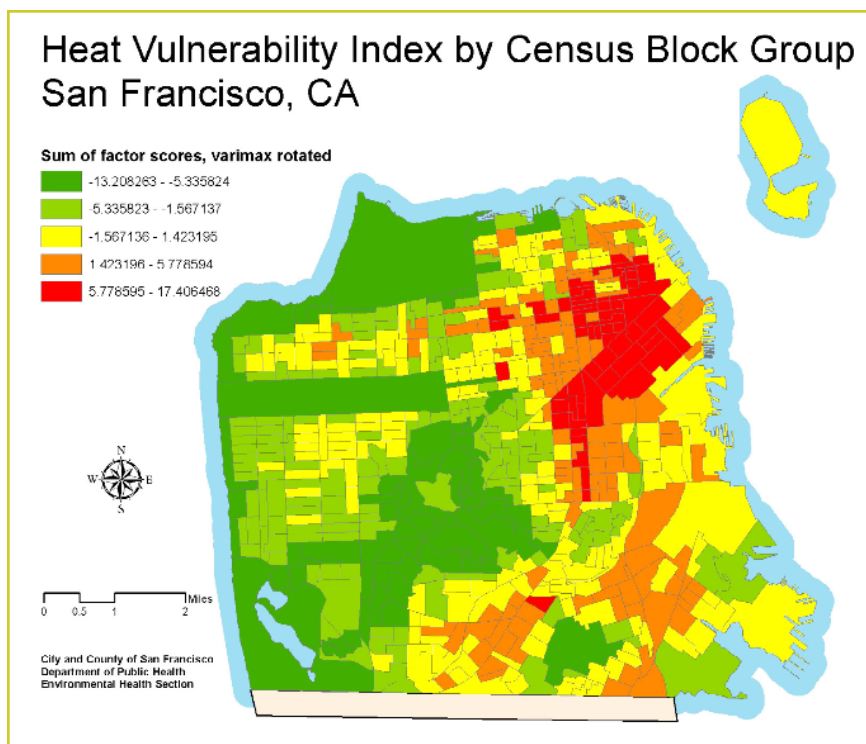 Heat Vulnerability Index by Census Block Group
San Francisco, CA
Sum of factor scores, varimax rotated
-13.208263 - -5.335824
-5.335823 - -1.567137
-1.567136 - 1.423195
1.423196 - 5.778594
5.778595 - 17.406468
N
W E
S
Miles
0 0.5 1 2
City and County of San Francisco
Department of Public Health
Environmental Health Section